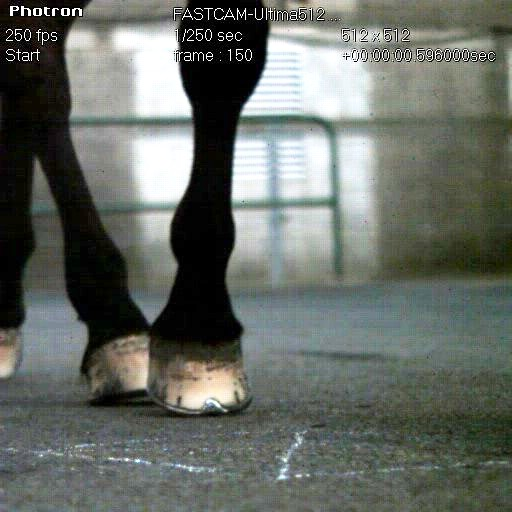 Photron FASTCAM-Ultima512 ...
250 fps 1/250 sec 512 x 512
Start frame : 150 +00:00:00.596000sec